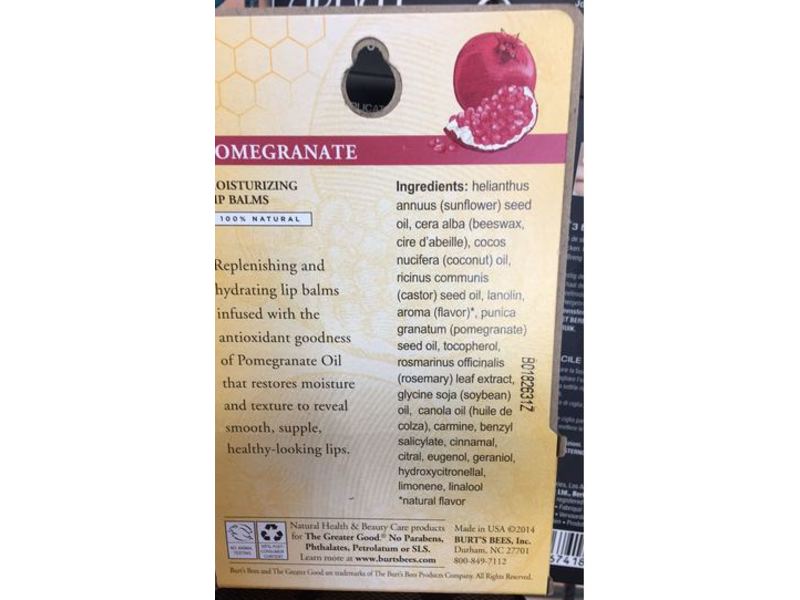 OMEGRANATE
OISTURIZING
IP BALMS
100% NATURAL
Replenishing and
hydrating lip balms
infused with the
antioxidant goodness
of Pomegranate Oil
that restores moisture
and texture to reveal
smooth, supple,
healthy-looking lips.
Ingredients: helianthus
annuus (sunflower) seed
oil, cera alba (beeswax,
cire d'abeille), cocos
nucifera (coconut) oil,
ricinus communis
(castor) seed oil, lanolin,
aroma (flavor)*, punica
granatum (pomegranate)
seed oil, tocopherol,
rosmarinus officinalis
(rosemary) leaf extract,
glycine soja (soybean)
oil, canola oil (huile de
colza), carmine, benzyl
salicylate, cinnamal,
citral, eugenol, geraniol,
hydroxycitronellal,
limonene, linalool
*natural flavor
B0182631Z
NO ANIMAL
TESTING
Natural Health & Beauty Care products
for The Greater Good.® No Parabens,
Phthalates, Petrolatum or SLS.
Learn more at www.burtsbees.com
Made in USA ©2014
BURT'S BEES, Inc.
Durham, NC 27701
800-849-7112
Burt's Bees and The Greater Good are trademarks of The Burt's Bees Products Company. All Rights Reserved.